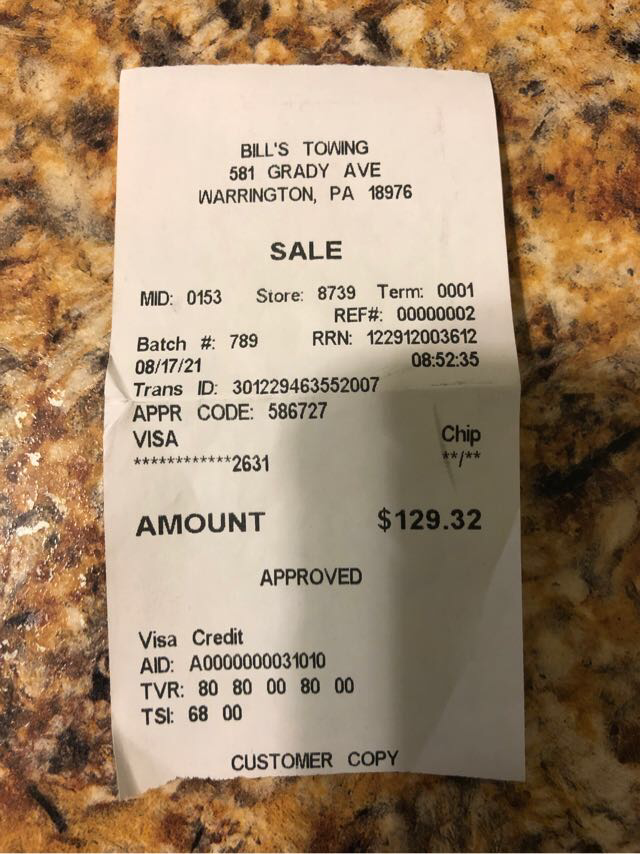 BILL'S TOWING
581 GRADY AVE
WARRINGTON, PA 18976
SALE
MID: 0153 Store: 8739 Term: 0001
REF#: 00000002
Batch #: 789 RRN: 122912003612
08/17/21 08:52:35
Trans ID: 301229463552007
APPR CODE: 586727
VISA Chip
************2631 **/**
AMOUNT $129.32
APPROVED
Visa Credit
AID: A0000000031010
TVR: 80 80 00 80 00
TSI: 68 00
CUSTOMER COPY